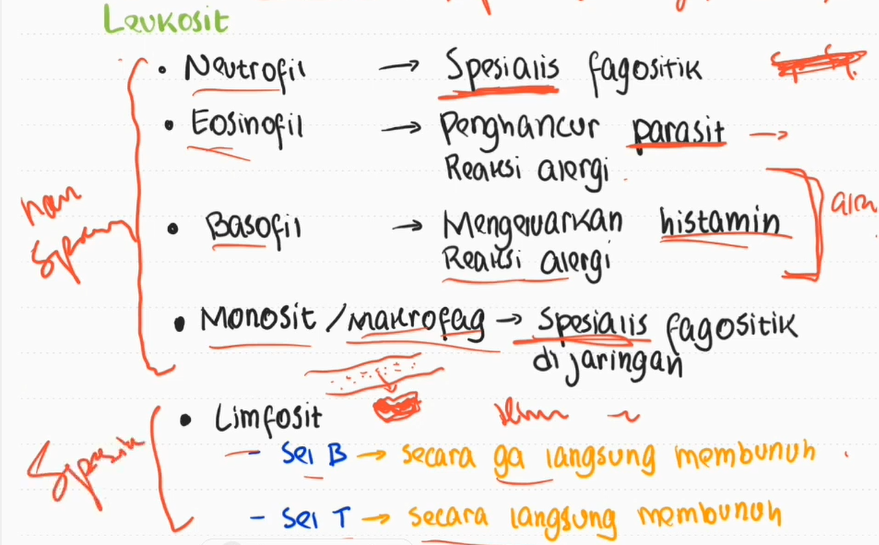 Leukosit
• Neutrofil → Spesialis fagositik
• Eosinofil → Penghancur parasit →
Reaksi alergi
• Basofil → Mengeluarkan histamin
Reaksi alergi
• Monosit / Makrofag → Spesialis fagositik
di jaringan
• Limfosit
- Sel B → secara ga langsung membunuh
- Sel T → secara langsung membunuh